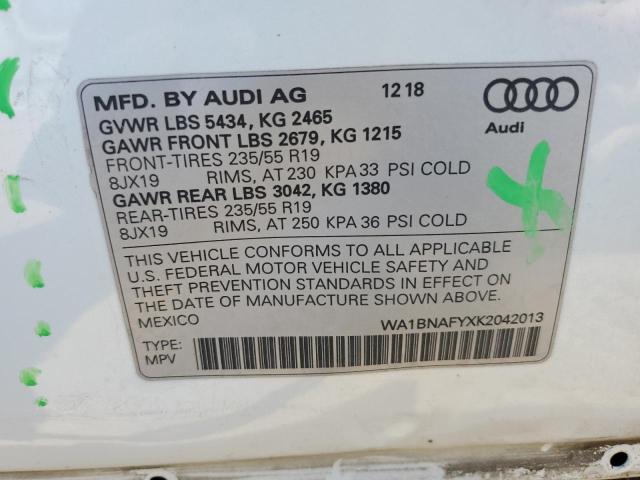 MFD. BY AUDI AG 12 18
GVWR LBS 5434, KG 2465
GAWR FRONT LBS 2679, KG 1215
FRONT-TIRES 235/55 R19
8JX19 RIMS, AT 230 KPA 33 PSI COLD
GAWR REAR LBS 3042, KG 1380
REAR-TIRES 235/55 R19
8JX19 RIMS, AT 250 KPA 36 PSI COLD
Audi
THIS VEHICLE CONFORMS TO ALL APPLICABLE
U.S. FEDERAL MOTOR VEHICLE SAFETY AND
THEFT PREVENTION STANDARDS IN EFFECT ON
DATE OF MANUFACTURE SHOWN ABOVE.
MEXICO WA1BNAFYXK2042013
TYPE:
MPV